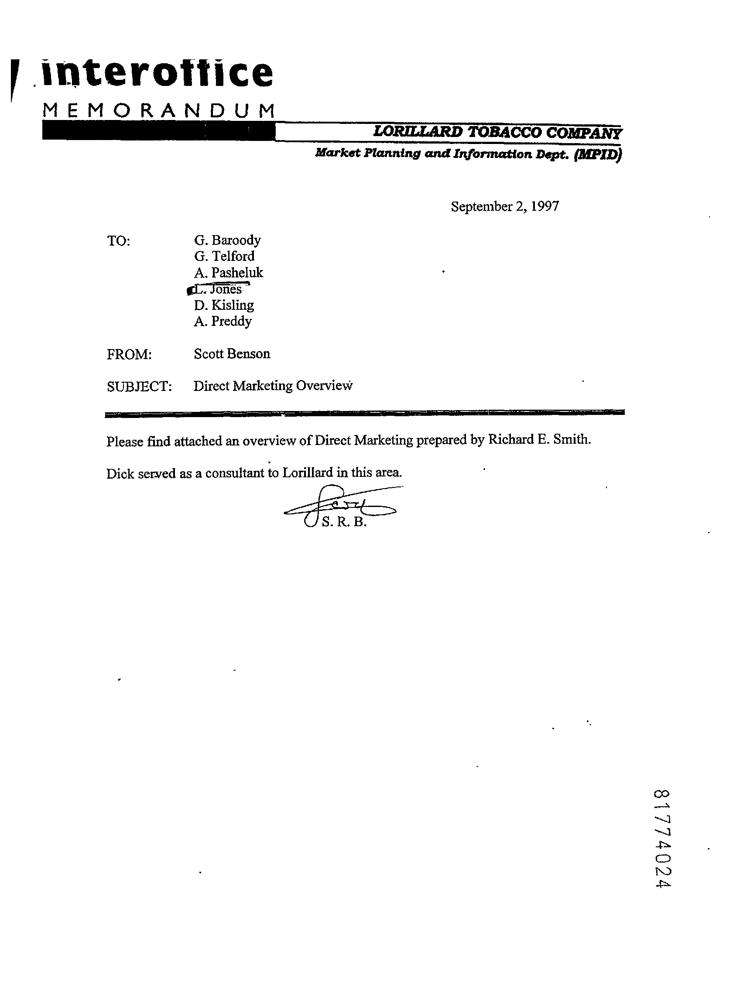 interoffice
MEMORANDUM
LORILLARD TOBACCO COMPANY
Market Planning and Information Dept. (MPID)
September 2, 1997
TO: G. Baroody
G. Telford
A. Pasheluk
L. Jones
D. Kisling
A. Preddy
FROM: Scott Benson
SUBJECT: Direct Marketing Overview
Please find attached an overview of Direct Marketing prepared by Richard E. Smith.
Dick served as a consultant to Lorillard in this area.
S. R. B.
81774024